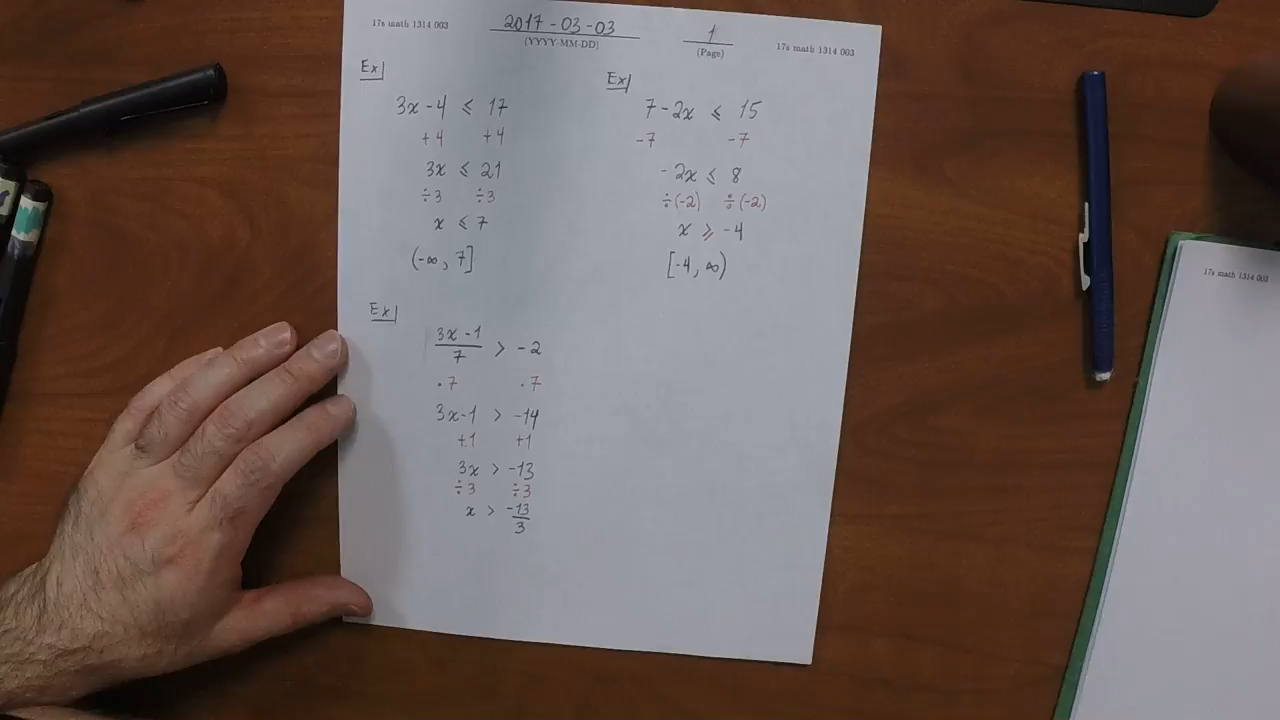 17s math 1314 003
2017-03-03
(YYYY-MM-DD)
1
(Page)
17s math 1314 003
Ex
3x - 4 ≤ 17
+4 +4
3x ≤ 21
÷3 ÷3
x ≤ 7
(-∞, 7]
Ex
7 - 2x ≤ 15
-7 -7
-2x ≤ 8
÷(-2) ÷(-2)
x ≥ -4
[-4, ∞)
Ex
3x - 1
7
> -2
·7 ·7
3x - 1 > -14
+1 +1
3x > -13
÷3 ÷3
x > -13
3
17s math 1314 003